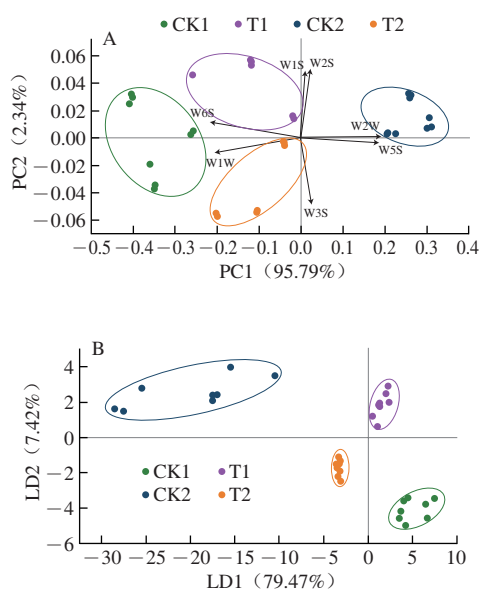 CK1 T1 CK2 T2
A
0.06
0.04
0.02
0.00
−0.02
−0.04
−0.06
PC2（2.34%）
W1S W2S
W6S
W2W
W5S
W1W
W3S
−0.5 −0.4 −0.3 −0.2 −0.1 0.0 0.1 0.2 0.3 0.4
PC1（95.79%）
B
4
2
0
−2
−4
−6
LD2（7.42%）
CK1 T1
CK2 T2
−30 −25 −20 −15 −10 −5 0 5 10
LD1（79.47%）